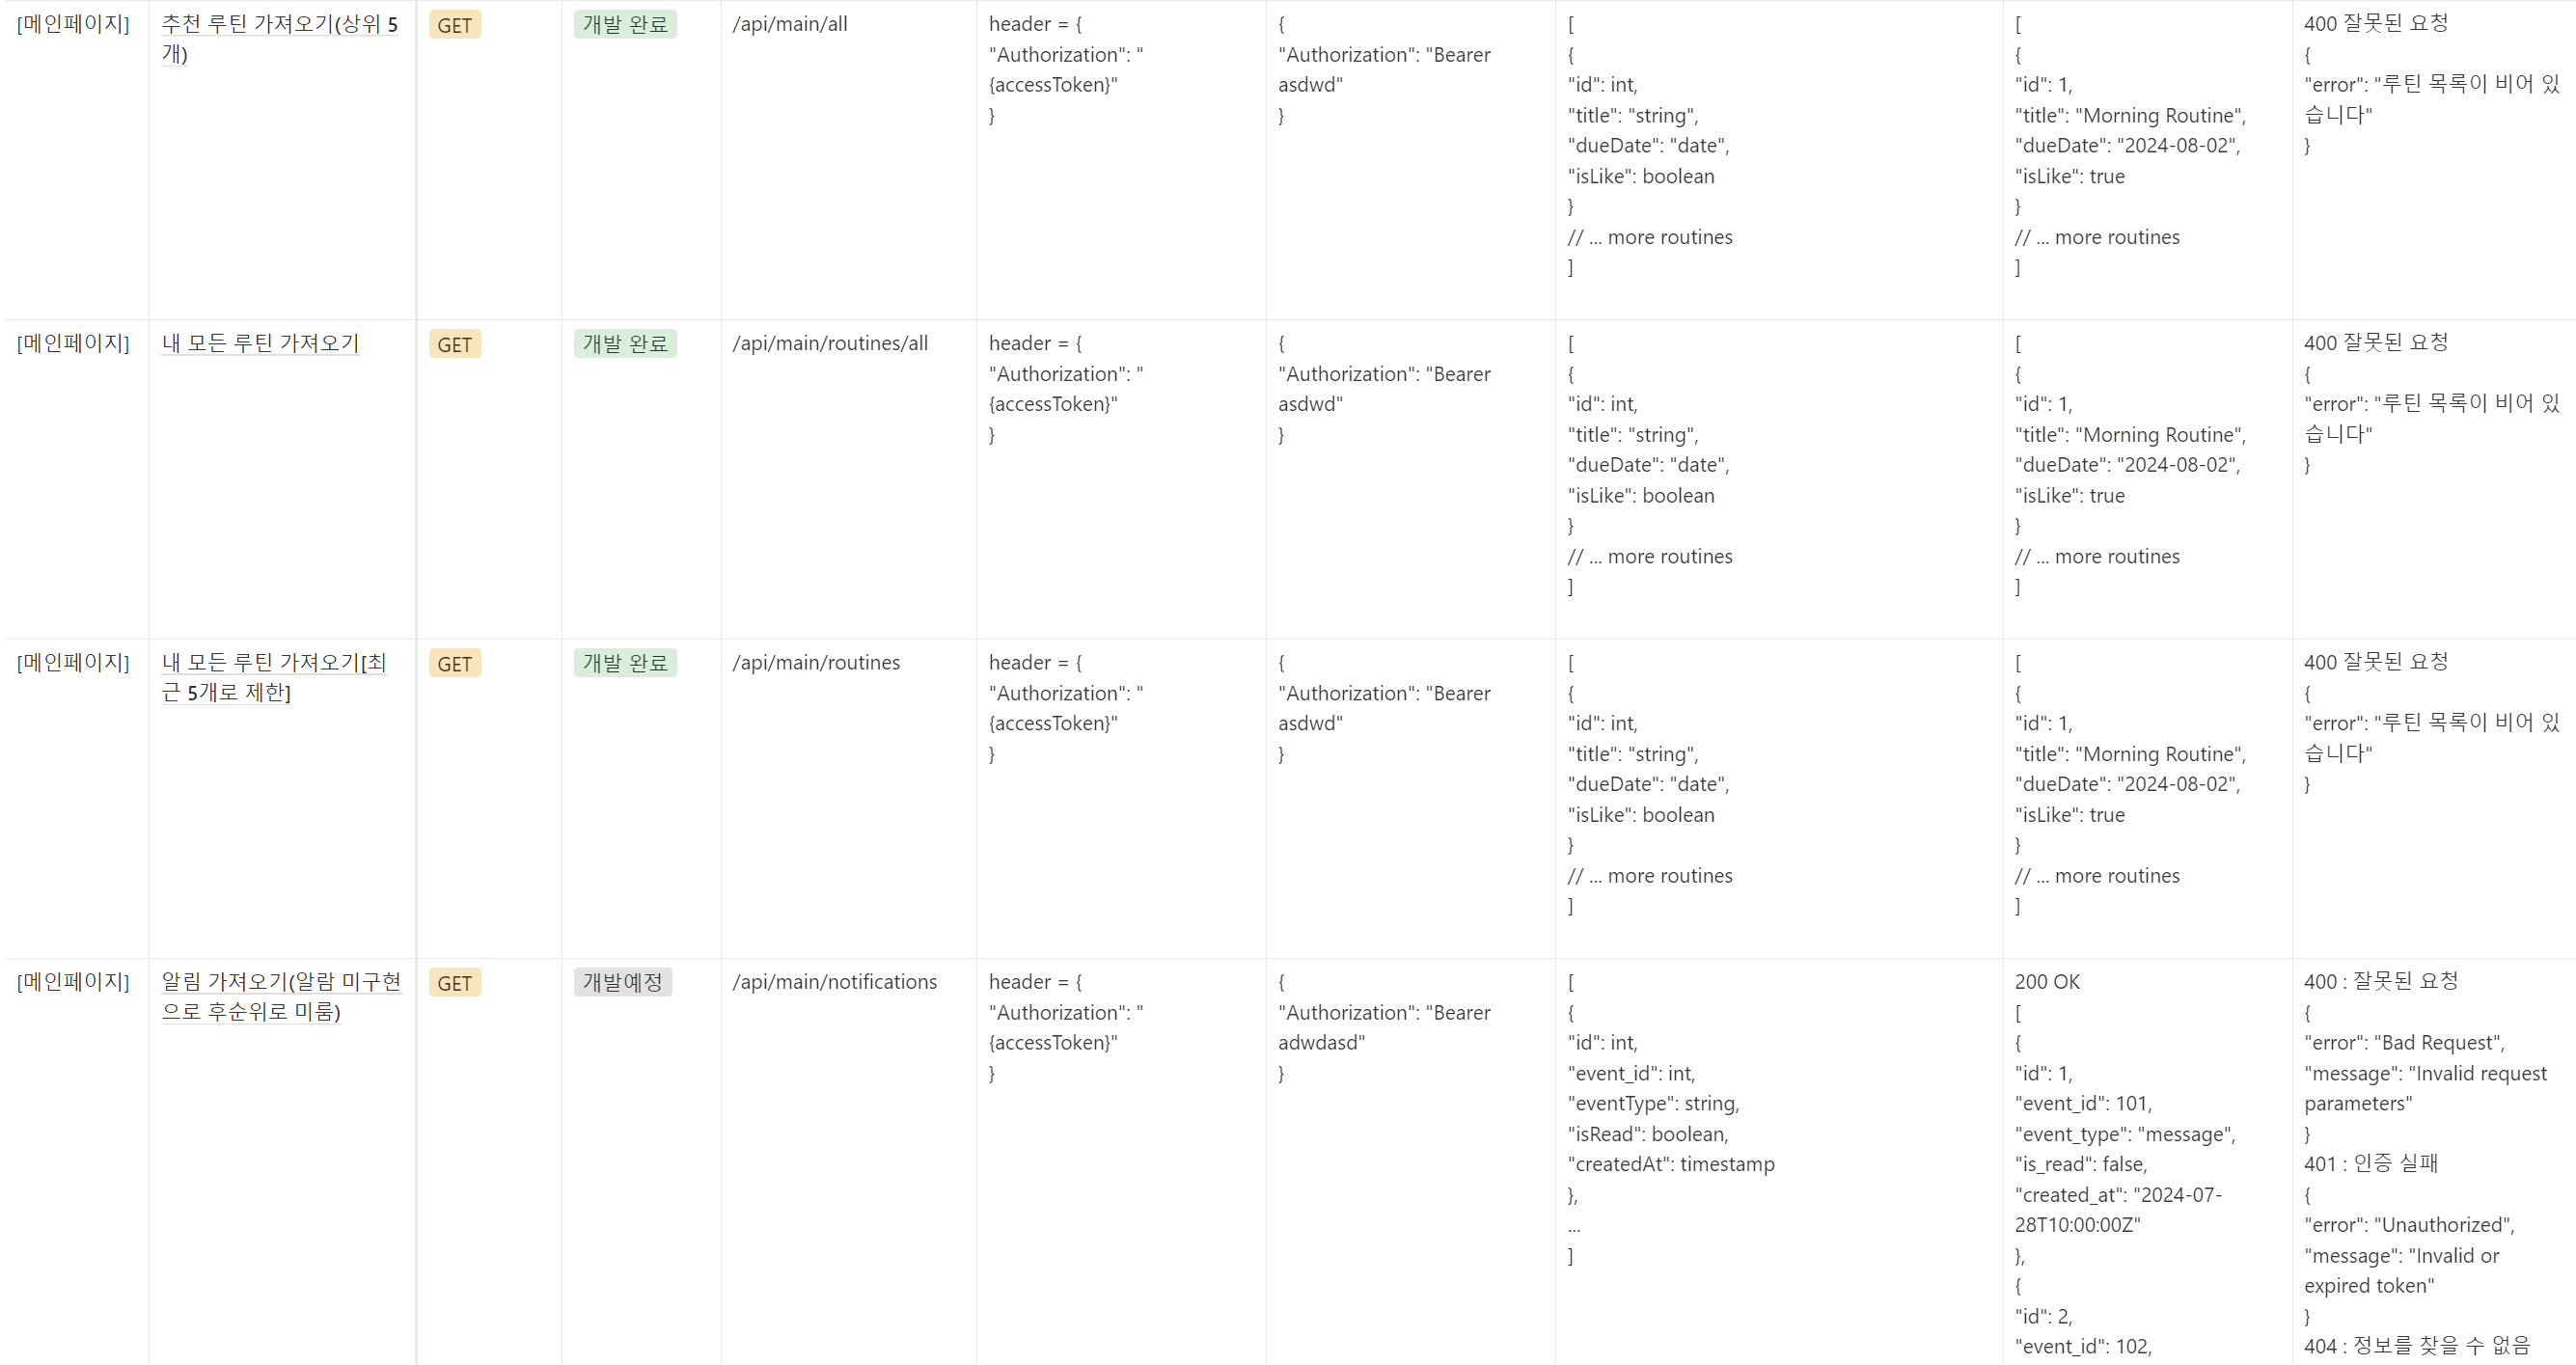 [메인페이지]
추천 루틴 가져오기(상위 5
개)
GET
개발 완료
/api/main/all
header = {
"Authorization": "
{accessToken}"
}
{
"Authorization": "Bearer
asdwd"
}
[
{
"id": int,
"title": "string",
"dueDate": "date",
"isLike": boolean
}
// ... more routines
]
[
{
"id": 1,
"title": "Morning Routine",
"dueDate": "2024-08-02",
"isLike": true
}
// ... more routines
]
400 잘못된 요청
{
"error": "루틴 목록이 비어 있
습니다"
}
[메인페이지]
내 모든 루틴 가져오기
GET
개발 완료
/api/main/routines/all
header = {
"Authorization": "
{accessToken}"
}
{
"Authorization": "Bearer
asdwd"
}
[
{
"id": int,
"title": "string",
"dueDate": "date",
"isLike": boolean
}
// ... more routines
]
[
{
"id": 1,
"title": "Morning Routine",
"dueDate": "2024-08-02",
"isLike": true
}
// ... more routines
]
400 잘못된 요청
{
"error": "루틴 목록이 비어 있
습니다"
}
[메인페이지]
내 모든 루틴 가져오기[최
근 5개로 제한]
GET
개발 완료
/api/main/routines
header = {
"Authorization": "
{accessToken}"
}
{
"Authorization": "Bearer
asdwd"
}
[
{
"id": int,
"title": "string",
"dueDate": "date",
"isLike": boolean
}
// ... more routines
]
[
{
"id": 1,
"title": "Morning Routine",
"dueDate": "2024-08-02",
"isLike": true
}
// ... more routines
]
400 잘못된 요청
{
"error": "루틴 목록이 비어 있
습니다"
}
[메인페이지]
알림 가져오기(알람 미구현
으로 후순위로 미룸)
GET
개발예정
/api/main/notifications
header = {
"Authorization": "
{accessToken}"
}
{
"Authorization": "Bearer
adwdasd"
}
[
{
"id": int,
"event_id": int,
"eventType": string,
"isRead": boolean,
"createdAt": timestamp
},
...
]
200 OK
[
{
"id": 1,
"event_id": 101,
"event_type": "message",
"is_read": false,
"created_at": "2024-07-
28T10:00:00Z"
},
{
"id": 2,
"event_id": 102,
400 : 잘못된 요청
{
"error": "Bad Request",
"message": "Invalid request
parameters"
}
401 : 인증 실패
{
"error": "Unauthorized",
"message": "Invalid or
expired token"
}
404 : 정보를 찾을 수 없음